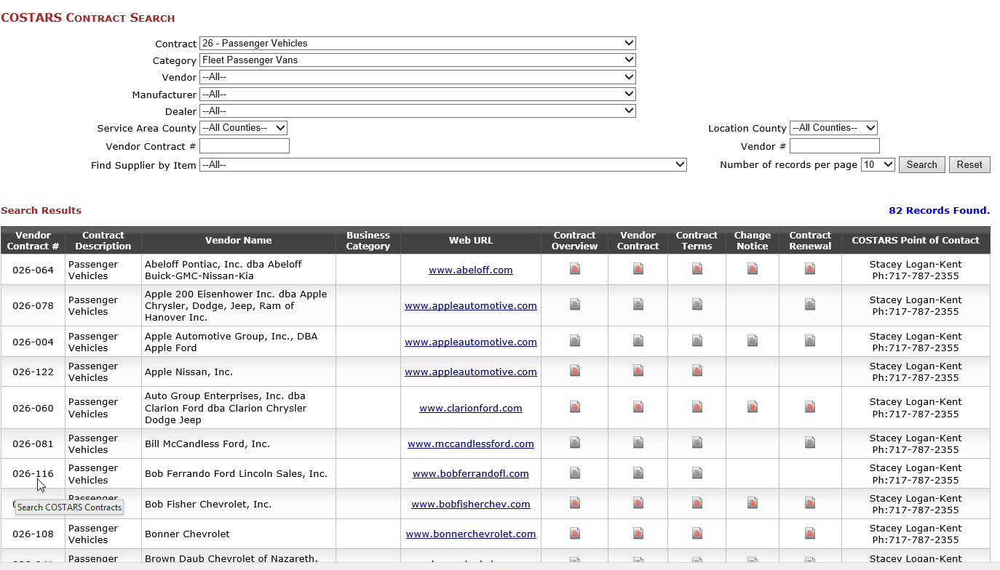 COSTARS CONTRACT SEARCH
Contract 26 - Passenger Vehicles
Category Fleet Passenger Vans
Vendor --All--
Manufacturer --All--
Dealer --All--
Service Area County --All Counties-- Location County --All Counties--
Vendor Contract # Vendor #
Find Supplier by Item --All-- Number of records per page 10 Search Reset
Search Results 82 Records Found.
Vendor Contract # Contract Description Vendor Name Business Category Web URL Contract Overview Vendor Contract Contract Terms Change Notice Contract Renewal COSTARS Point of Contact
026-064 Passenger Vehicles Abeloff Pontiac, Inc. dba Abeloff Buick-GMC-Nissan-Kia www.abeloff.com Stacey Logan-Kent Ph:717-787-2355
026-078 Passenger Vehicles Apple 200 Eisenhower Inc. dba Apple Chrysler, Dodge, Jeep, Ram of Hanover Inc. www.appleautomotive.com Stacey Logan-Kent Ph:717-787-2355
026-004 Passenger Vehicles Apple Automotive Group, Inc., DBA Apple Ford www.appleautomotive.com Stacey Logan-Kent Ph:717-787-2355
026-122 Passenger Vehicles Apple Nissan, Inc. www.appleautomotive.com Stacey Logan-Kent Ph:717-787-2355
026-060 Passenger Vehicles Auto Group Enterprises, Inc. dba Clarion Ford dba Clarion Chrysler Dodge Jeep www.clarionford.com Stacey Logan-Kent Ph:717-787-2355
026-081 Passenger Vehicles Bill McCandless Ford, Inc. www.mccandlessford.com Stacey Logan-Kent Ph:717-787-2355
026-116 Passenger Vehicles Bob Ferrando Ford Lincoln Sales, Inc. www.bobferrandofl.com Stacey Logan-Kent Ph:717-787-2355
Search COSTARS Contracts
Passenger Bob Fisher Chevrolet, Inc. www.bobfisherchev.com Stacey Logan-Kent Ph:717-787-2355
026-108 Passenger Vehicles Bonner Chevrolet www.bonnerchevrolet.com Stacey Logan-Kent Ph:717-787-2355
Passenger Brown Daub Chevrolet of Nazareth, Stacey Logan-Kent